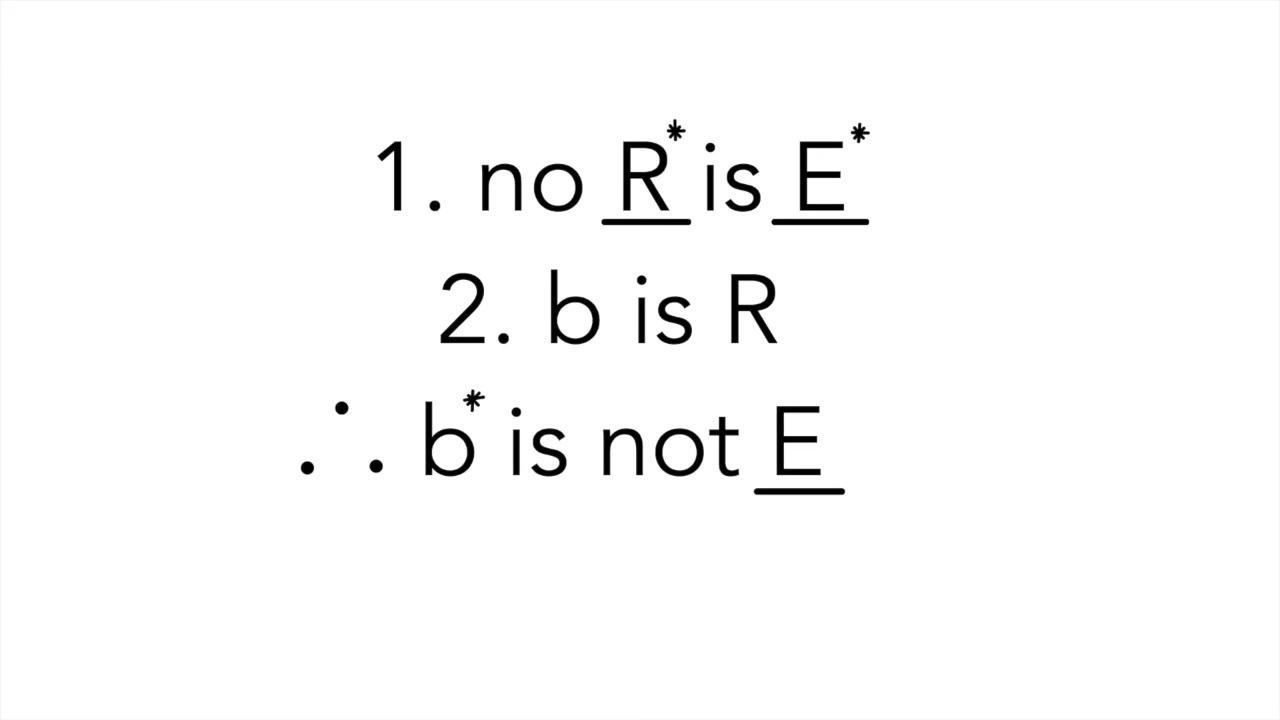 1. no R* is E*
2. b is R
∴ b* is not E